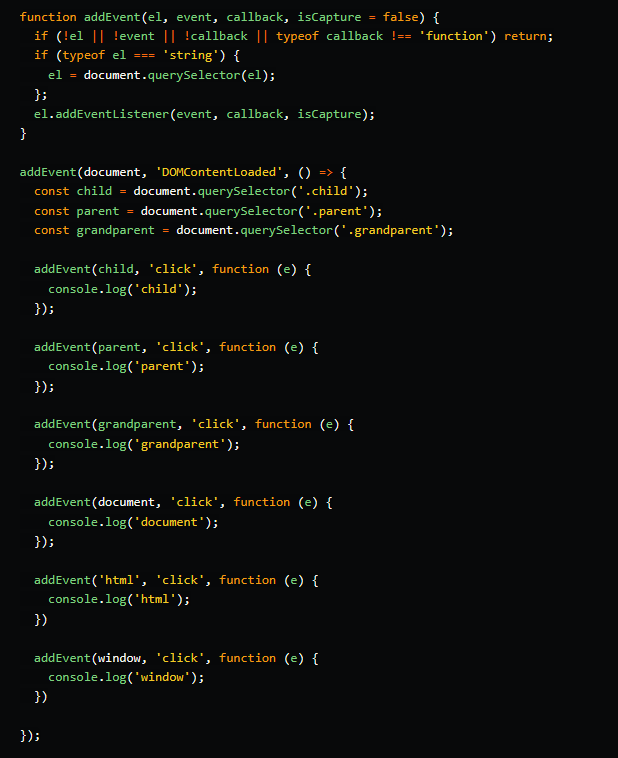 function addEvent(el, event, callback, isCapture = false) {
  if (!el || !event || !callback || typeof callback !== 'function') return;
  if (typeof el === 'string') {
    el = document.querySelector(el);
  };
  el.addEventListener(event, callback, isCapture);
}

addEvent(document, 'DOMContentLoaded', () => {
  const child = document.querySelector('.child');
  const parent = document.querySelector('.parent');
  const grandparent = document.querySelector('.grandparent');

  addEvent(child, 'click', function (e) {
    console.log('child');
  });

  addEvent(parent, 'click', function (e) {
    console.log('parent');
  });

  addEvent(grandparent, 'click', function (e) {
    console.log('grandparent');
  });

  addEvent(document, 'click', function (e) {
    console.log('document');
  });

  addEvent('html', 'click', function (e) {
    console.log('html');
  })

  addEvent(window, 'click', function (e) {
    console.log('window');
  })

});